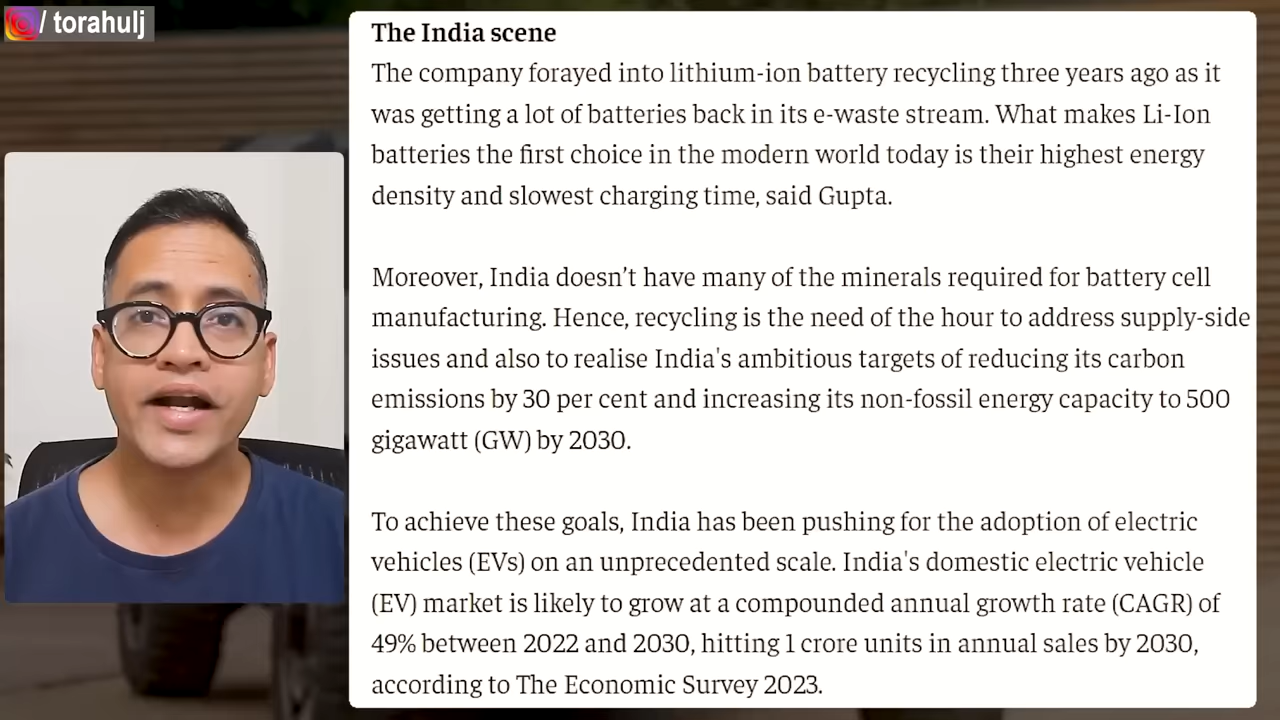 / torahulj
The India scene
The company forayed into lithium-ion battery recycling three years ago as it
was getting a lot of batteries back in its e-waste stream. What makes Li-Ion
batteries the first choice in the modern world today is their highest energy
density and slowest charging time, said Gupta.
Moreover, India doesn’t have many of the minerals required for battery cell
manufacturing. Hence, recycling is the need of the hour to address supply-side
issues and also to realise India's ambitious targets of reducing its carbon
emissions by 30 per cent and increasing its non-fossil energy capacity to 500
gigawatt (GW) by 2030.
To achieve these goals, India has been pushing for the adoption of electric
vehicles (EVs) on an unprecedented scale. India's domestic electric vehicle
(EV) market is likely to grow at a compounded annual growth rate (CAGR) of
49% between 2022 and 2030, hitting 1 crore units in annual sales by 2030,
according to The Economic Survey 2023.